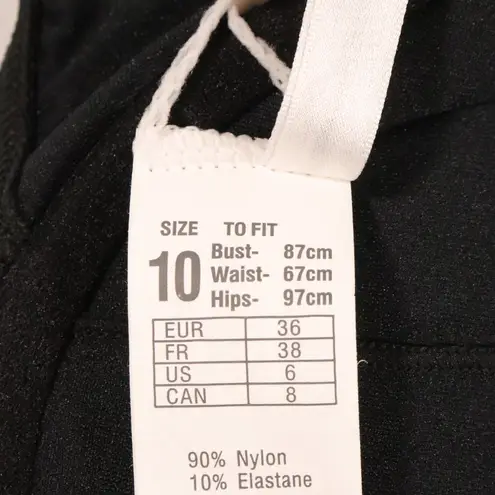 SIZE TO FIT
10 Bust- 87cm
Waist- 67cm
Hips- 97cm
EUR 36
FR 38
US 6
CAN 8
90% Nylon
10% Elastane